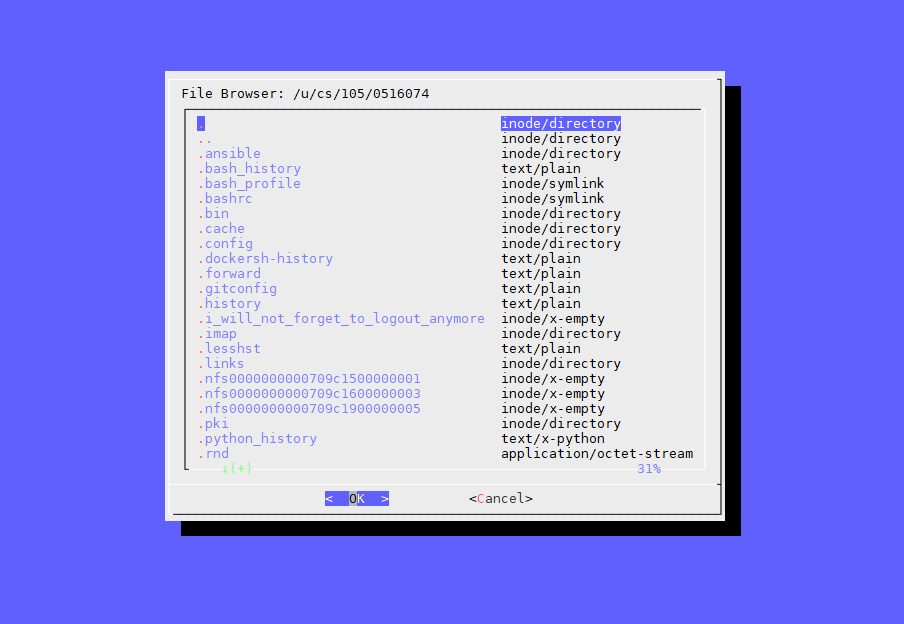 File Browser: /u/cs/105/0516074
. inode/directory
.. inode/directory
.ansible inode/directory
.bash_history text/plain
.bash_profile inode/symlink
.bashrc inode/symlink
.bin inode/directory
.cache inode/directory
.config inode/directory
.dockersh-history text/plain
.forward text/plain
.gitconfig text/plain
.history text/plain
.i_will_not_forget_to_logout_anymore inode/x-empty
.imap inode/directory
.lesshst text/plain
.links inode/directory
.nfs0000000000709c1500000001 inode/x-empty
.nfs0000000000709c1600000003 inode/x-empty
.nfs0000000000709c1900000005 inode/x-empty
.pki inode/directory
.python_history text/x-python
.rnd application/octet-stream
↓(+) 31%
< OK > <Cancel>